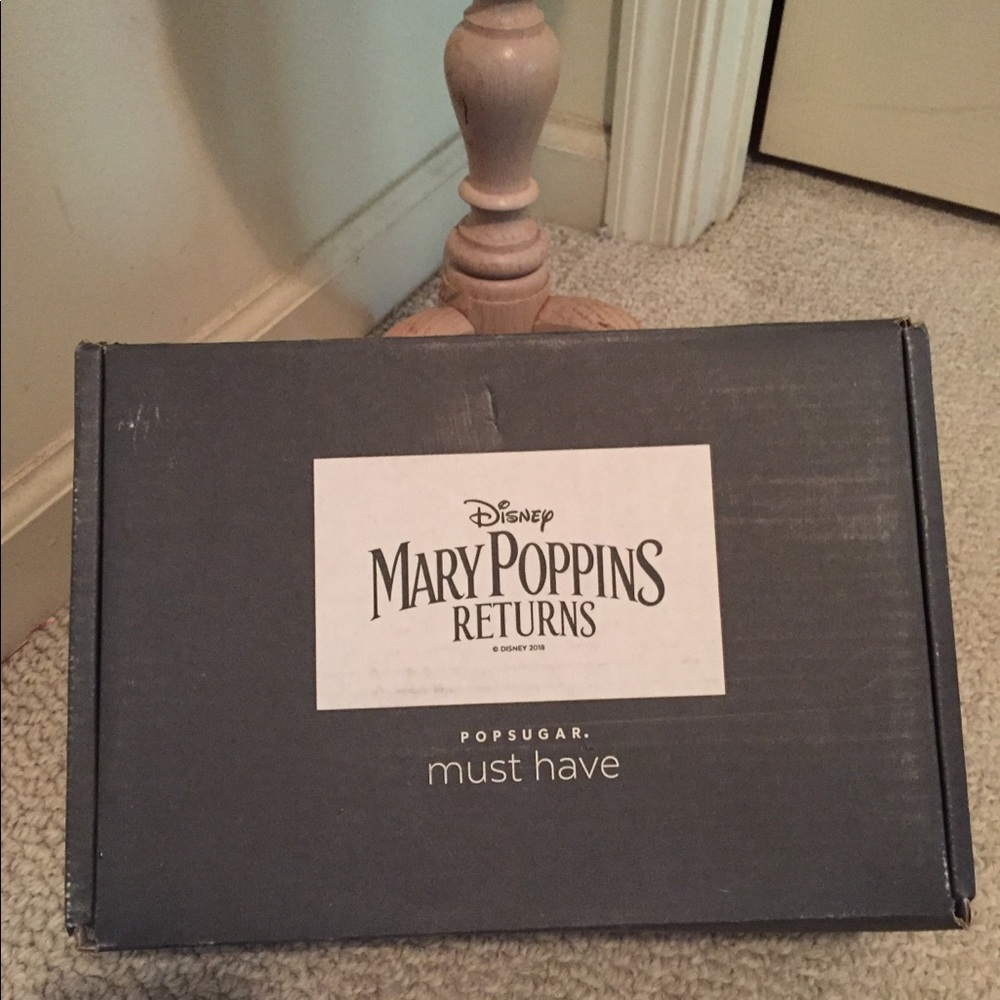 Disney
MARY POPPINS
RETURNS
© DISNEY 2018
POPSUGAR.
must have